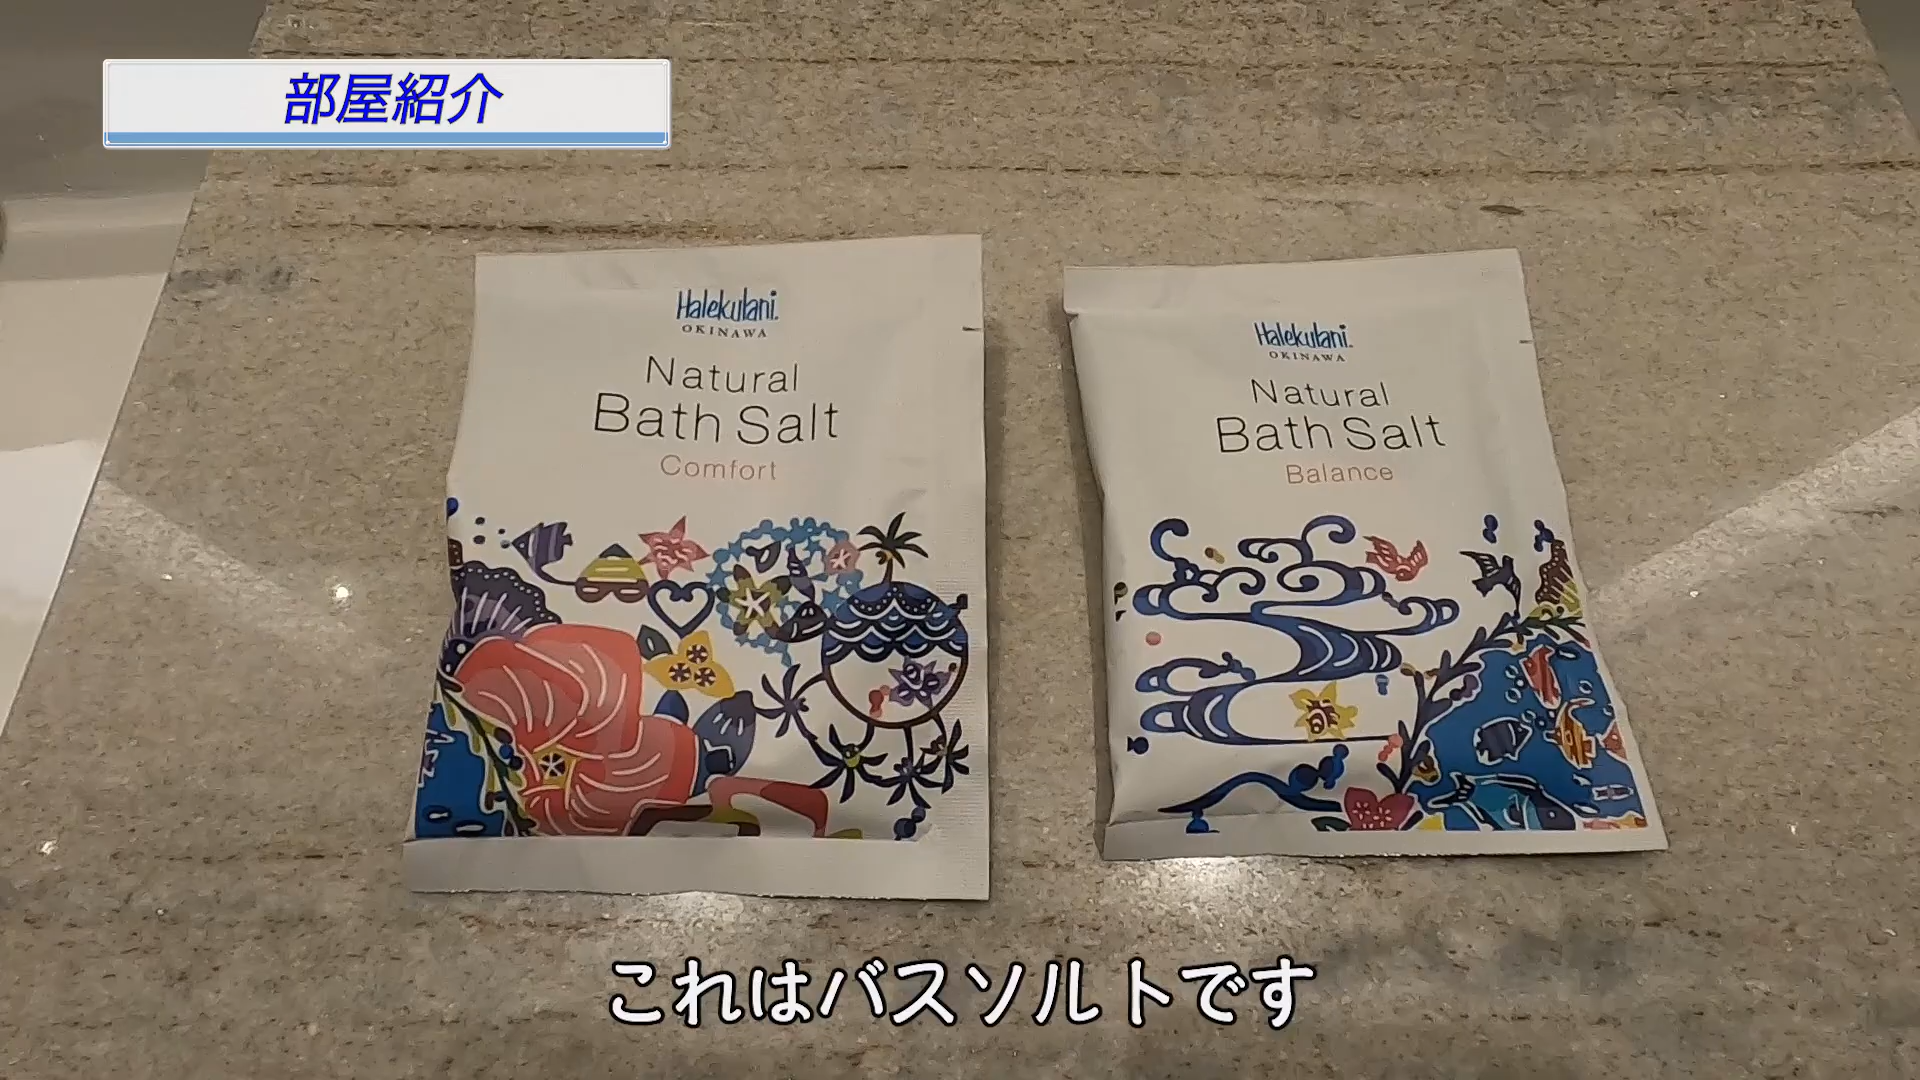 部屋紹介
Halekulani
OKINAWA
Natural
Bath Salt
Comfort
Halekulani
OKINAWA
Natural
Bath Salt
Balance
これはバスソルトです